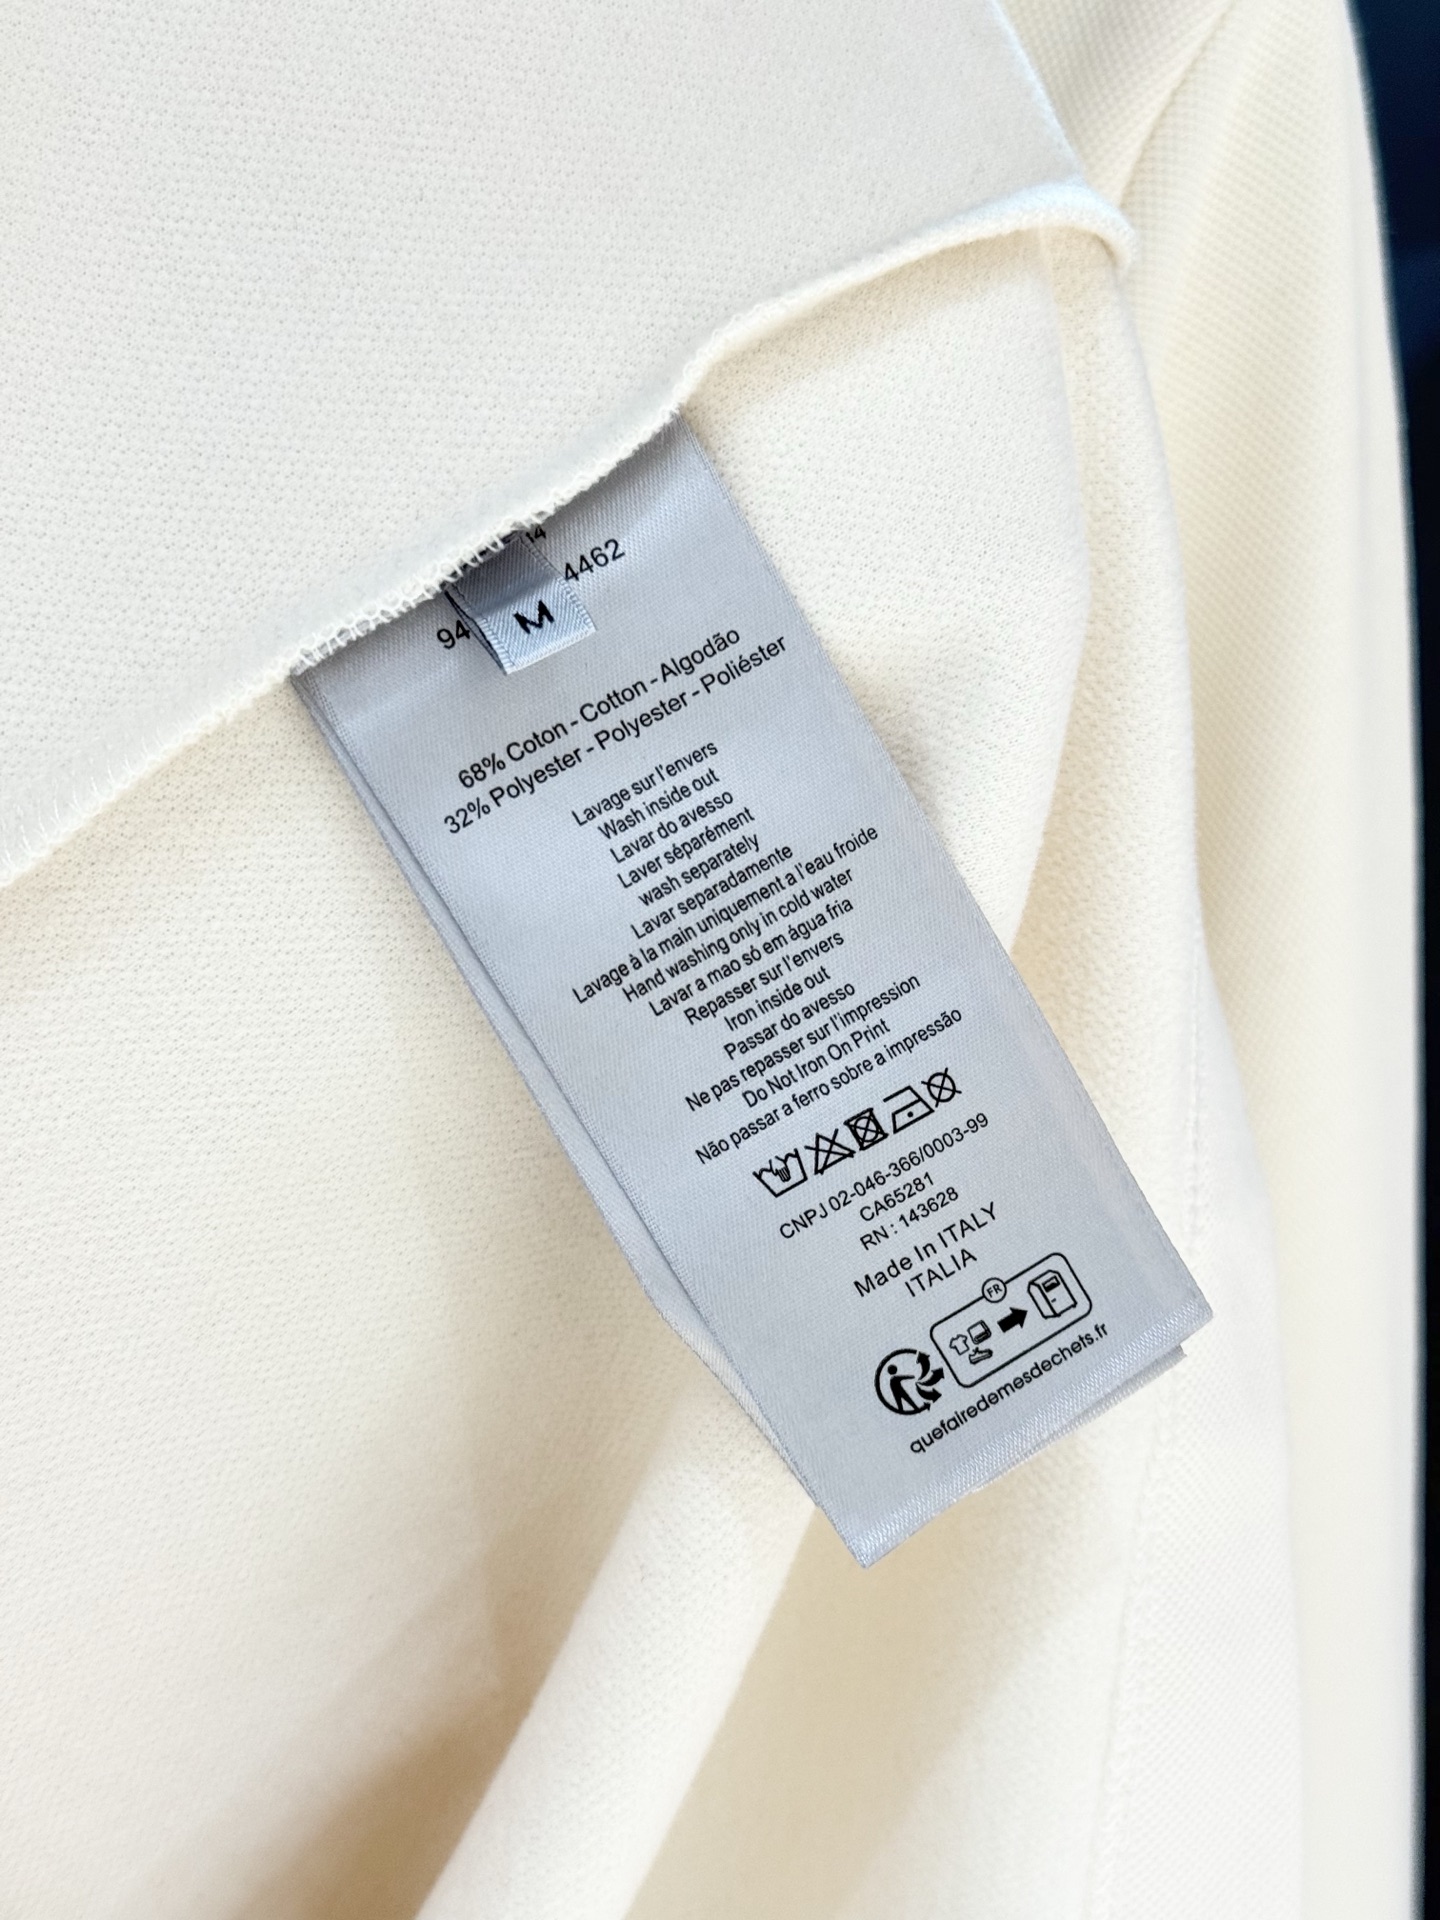 14
94
4462
M
68% Coton - Cotton - Algodão
32% Polyester - Polyester - Poliéster
Lavage sur l'envers
Wash inside out
Lavar do avesso
Laver séparément
wash separately
Lavar separadamente
Lavage à la main uniquement a l'eau froide
Hand washing only in cold water
Lavar a mao só em água fria
Repasser sur l'envers
Iron inside out
Passar do avesso
Ne pas repasser sur l'impression
Do Not Iron On Print
Não passar a ferro sobre a impressão
CNPJ 02-046-366/0003-99
CA65281
RN : 143628
Made In ITALY
ITALIA
FR
quefairedemesdechets.fr